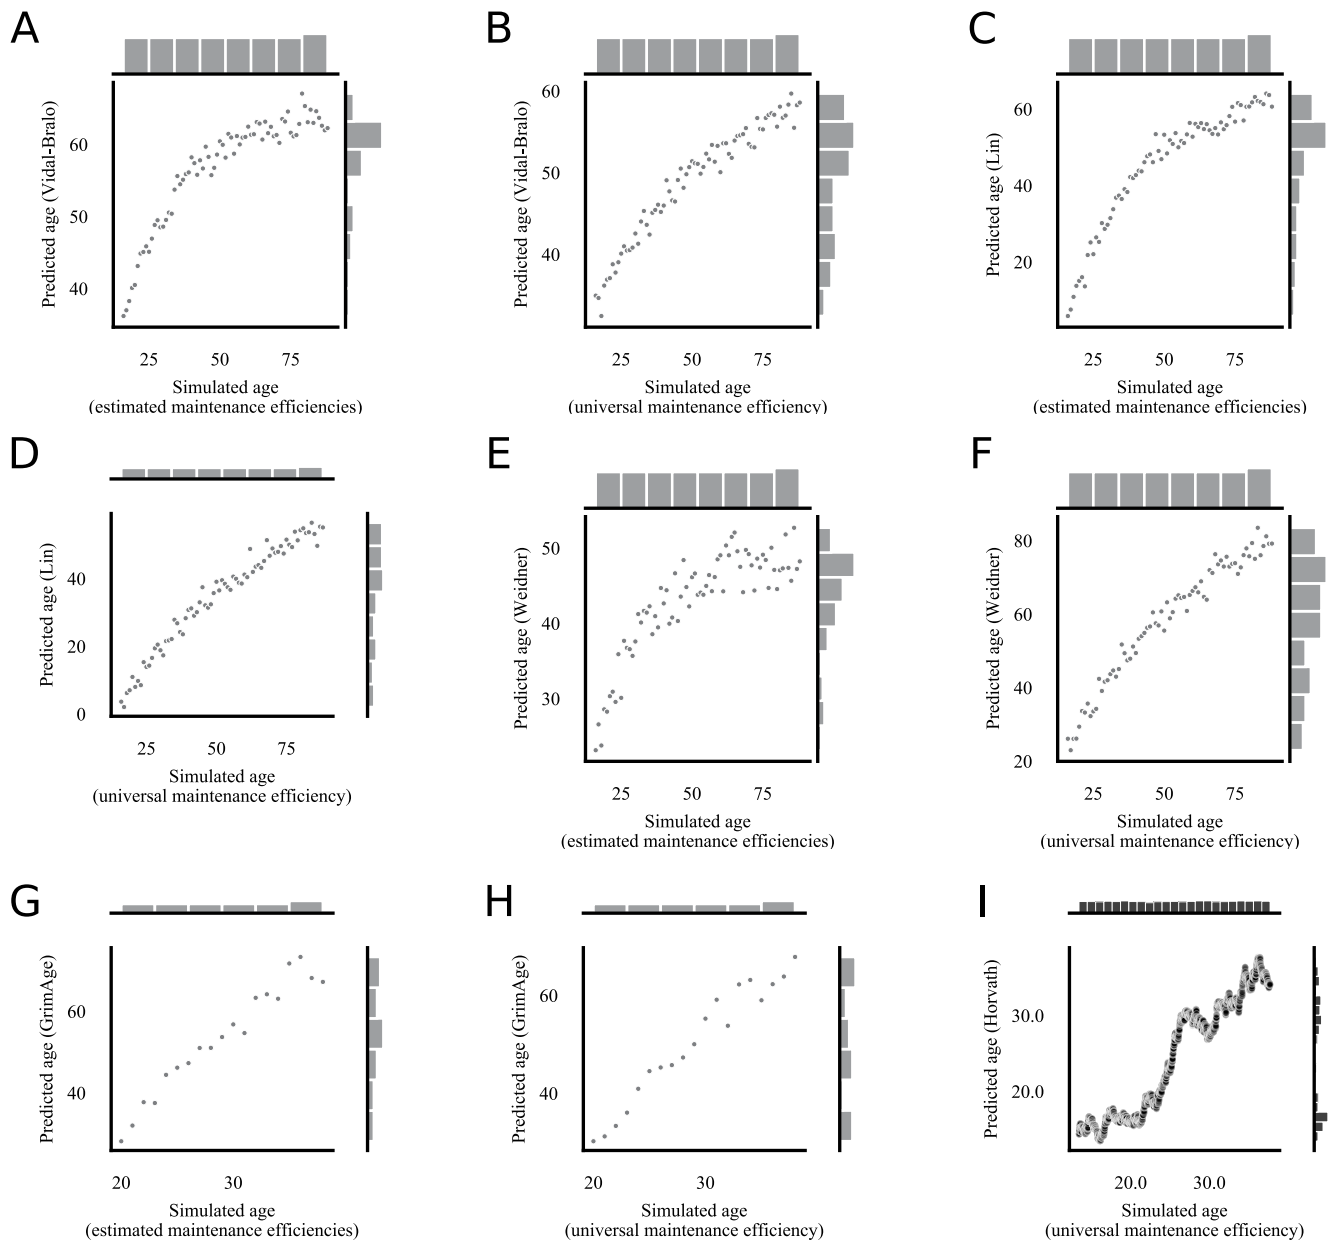 A
Predicted age (Vidal-Bralo)
60
50
40
25 50 75
Simulated age
(estimated maintenance efficiencies)
B
Predicted age (Vidal-Bralo)
60
50
40
25 50 75
Simulated age
(universal maintenance efficiency)
C
Predicted age (Lin)
60
40
20
25 50 75
Simulated age
(estimated maintenance efficiencies)
D
Predicted age (Lin)
40
20
0
25 50 75
Simulated age
(universal maintenance efficiency)
E
Predicted age (Weidner)
50
40
30
25 50 75
Simulated age
(estimated maintenance efficiencies)
F
Predicted age (Weidner)
80
60
40
20
25 50 75
Simulated age
(universal maintenance efficiency)
G
Predicted age (GrimAge)
60
40
20 30
Simulated age
(estimated maintenance efficiencies)
H
Predicted age (GrimAge)
60
40
20 30
Simulated age
(universal maintenance efficiency)
I
Predicted age (Horvath)
30.0
20.0
20.0 30.0
Simulated age
(universal maintenance efficiency)